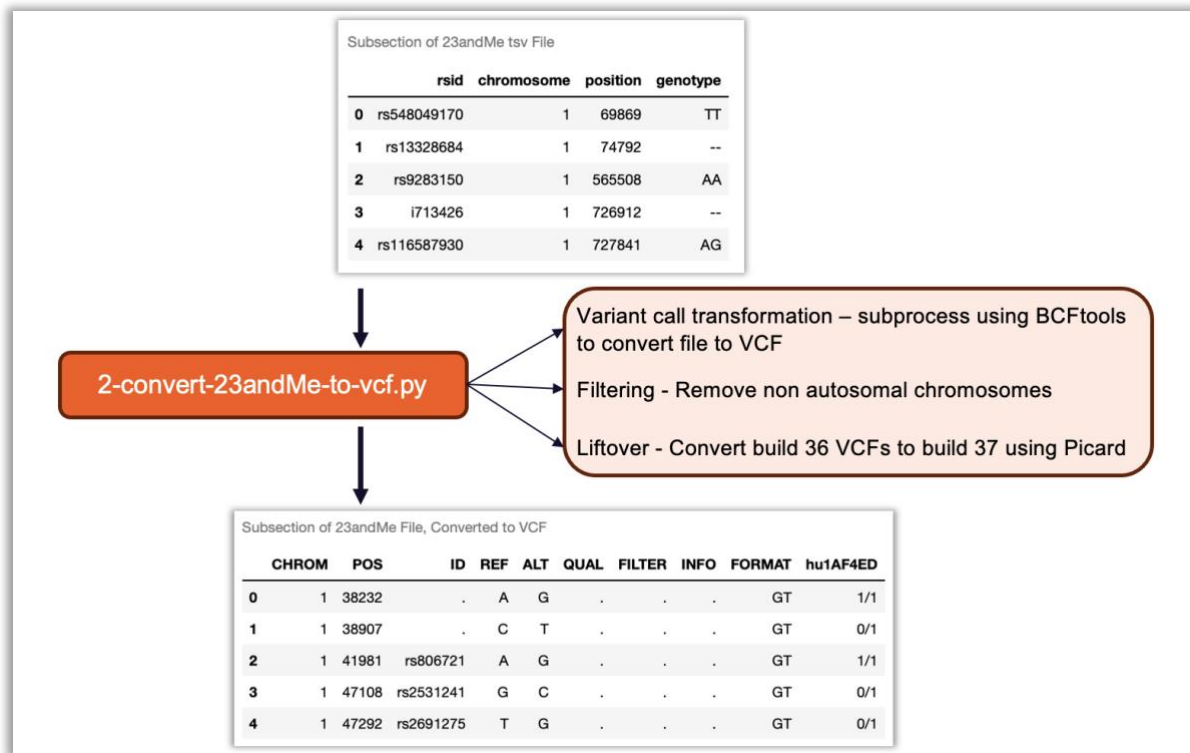 Subsection of 23andMe tsv File
rsid chromosome position genotype
0 rs548049170 1 69869 TT
1 rs13328684 1 74792 --
2 rs9283150 1 565508 AA
3 i713426 1 726912 --
4 rs116587930 1 727841 AG
2-convert-23andMe-to-vcf.py
Variant call transformation – subprocess using BCFtools
to convert file to VCF
Filtering - Remove non autosomal chromosomes
Liftover - Convert build 36 VCFs to build 37 using Picard
Subsection of 23andMe File, Converted to VCF
CHROM POS ID REF ALT QUAL FILTER INFO FORMAT hu1AF4ED
0 1 38232 . A G . . . GT 1/1
1 1 38907 . C T . . . GT 0/1
2 1 41981 rs806721 A G . . . GT 1/1
3 1 47108 rs2531241 G C . . . GT 0/1
4 1 47292 rs2691275 T G . . . GT 0/1